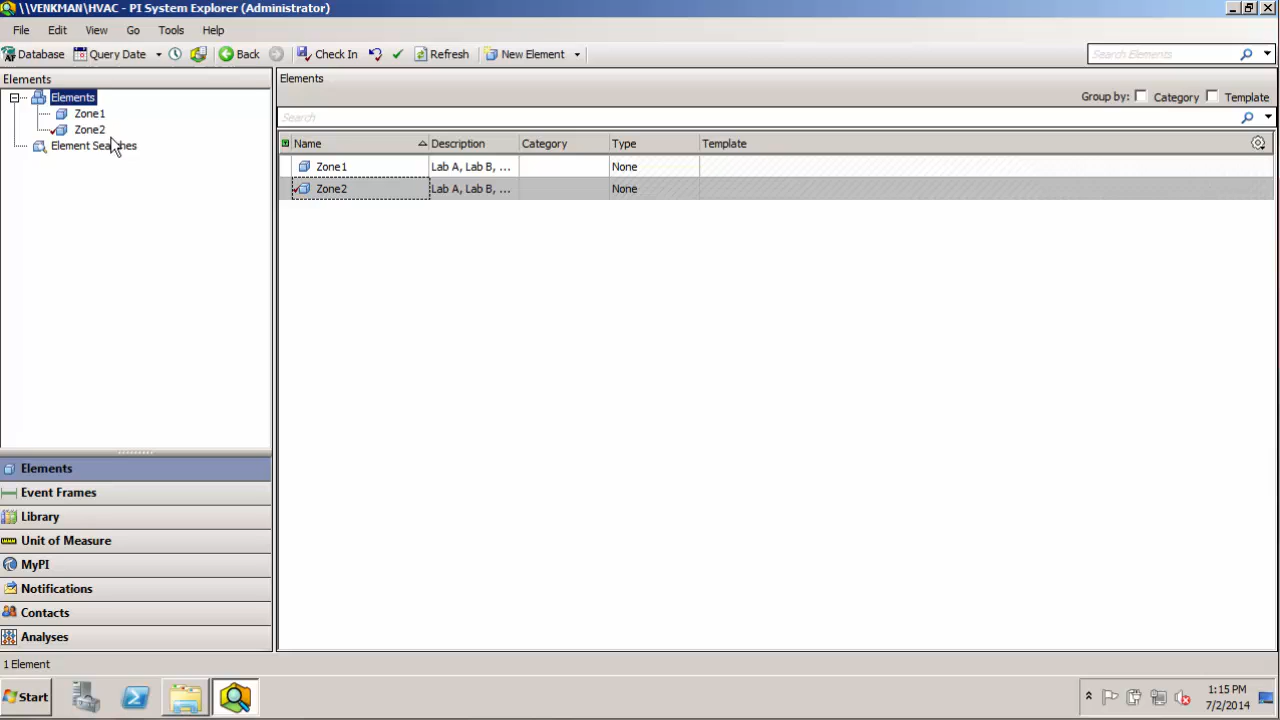 \\VENKMAN\HVAC - PI System Explorer (Administrator)
File Edit View Go Tools Help
Database Query Date Back Check In Refresh New Element Search Elements
Elements
Elements
Zone1
Zone2
Element Searches
Elements
Event Frames
Library
Unit of Measure
MyPI
Notifications
Contacts
Analyses
Elements
Group by: Category Template
Search
Name Description Category Type Template
Zone1 Lab A, Lab B, ... None
Zone2 Lab A, Lab B, ... None
1 Element
Start
1:15 PM
7/2/2014